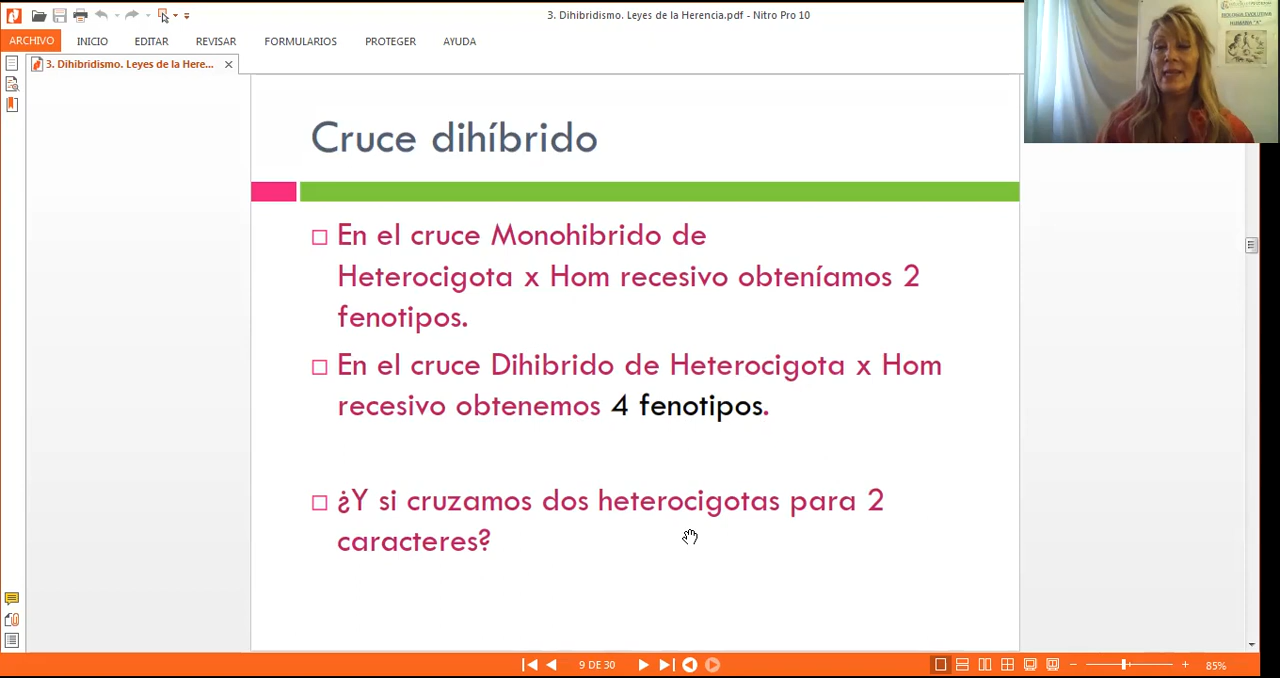 3. Dihibridismo. Leyes de la Herencia.pdf - Nitro Pro 10
ARCHIVO INICIO EDITAR REVISAR FORMULARIOS PROTEGER AYUDA
3. Dihibridismo. Leyes de la Here...
Cruce dihíbrido
En el cruce Monohibrido de
Heterocigota x Hom recesivo obteníamos 2
fenotipos.
En el cruce Dihibrido de Heterocigota x Hom
recesivo obtenemos 4 fenotipos.
¿Y si cruzamos dos heterocigotas para 2
caracteres?
9 DE 30
85%